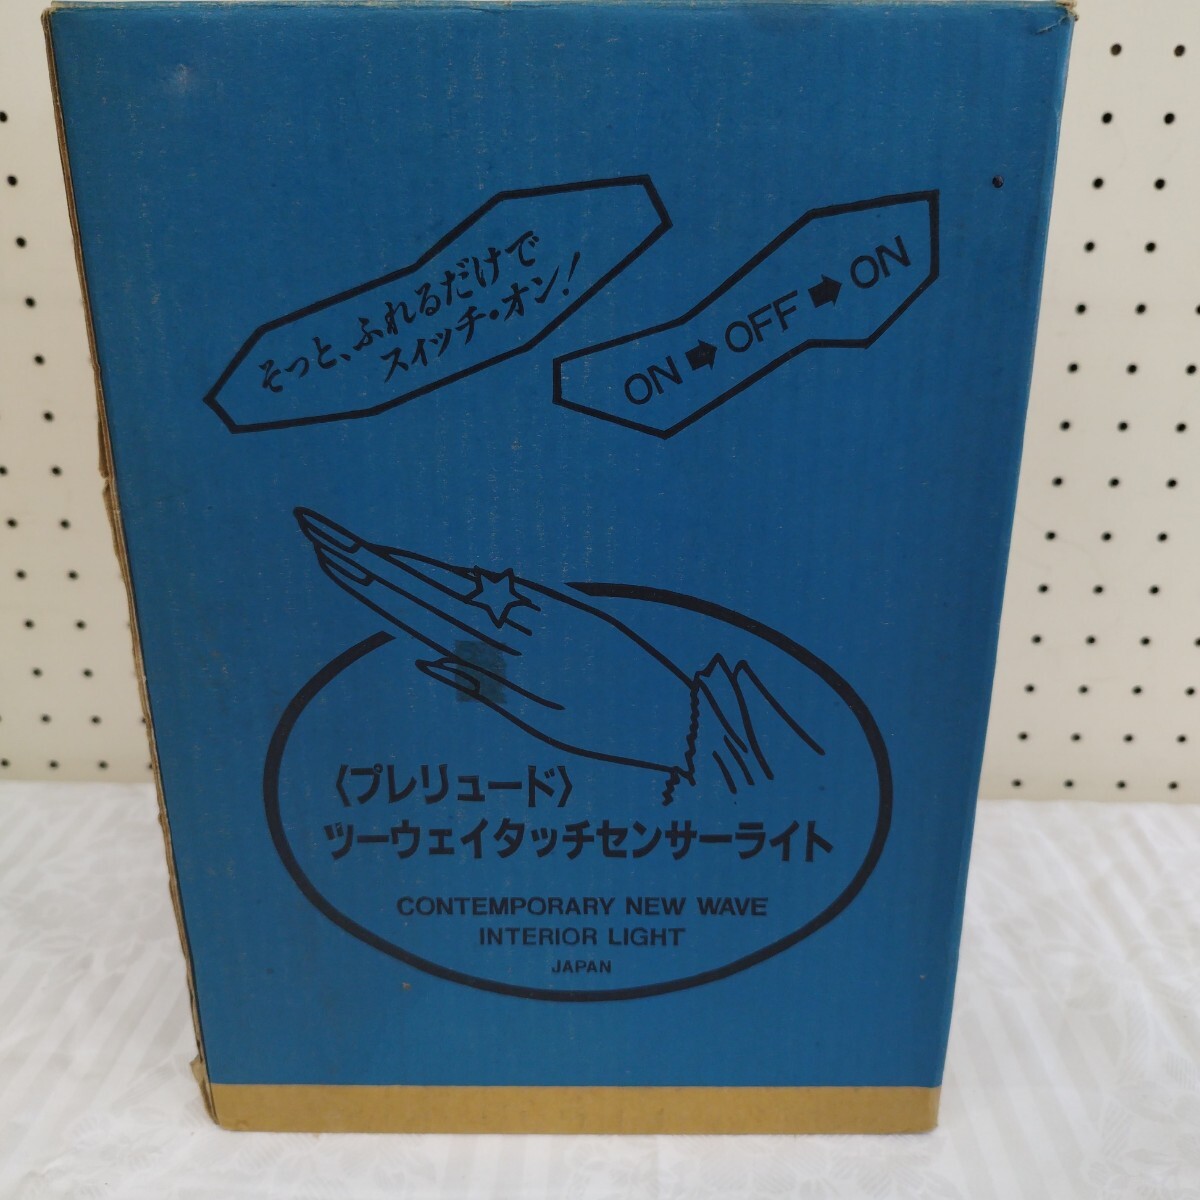 そっと、ふれるだけで
スイッチ・オン!
ON➡OFF➡ON
〈プレリュード〉
ツーウェイタッチセンサーライト
CONTEMPORARY NEW WAVE
INTERIOR LIGHT
JAPAN